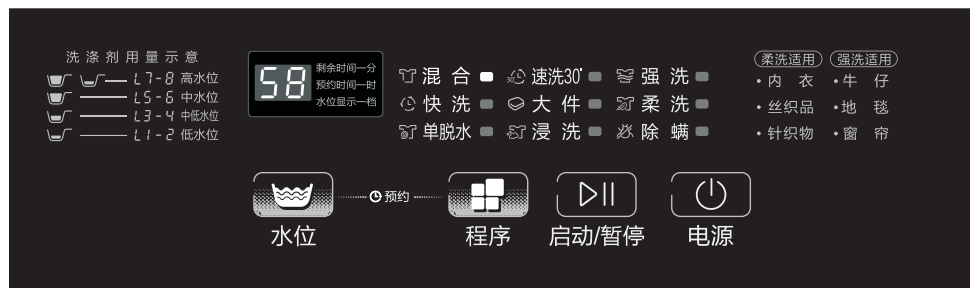 洗涤剂用量示意
L7-8 高水位
L5-6 中水位
L3-4 中低水位
L1-2 低水位
58
剩余时间—分
预约时间—时
水位显示—档
混合
速洗30'
强洗
快洗
大件
柔洗
单脱水
浸洗
除螨
柔洗适用
强洗适用
·内衣 ·牛仔
·丝织品 ·地毯
·针织物 ·窗帘
预约
水位
程序
启动/暂停
电源